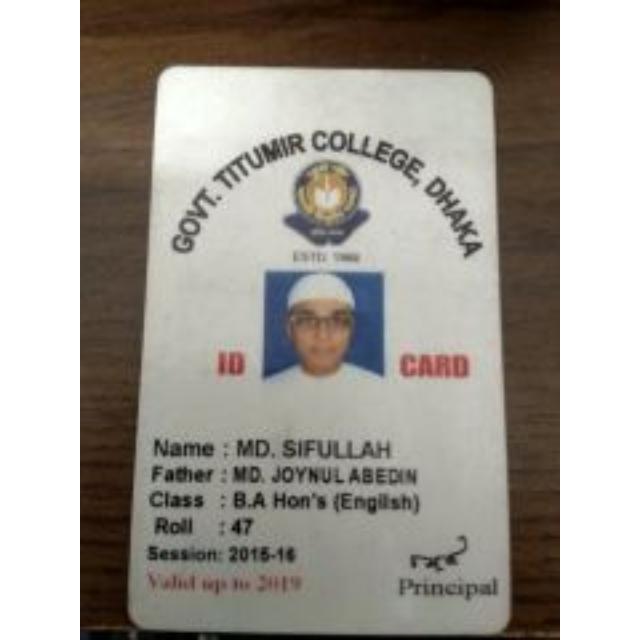 GOVT. TITUMIR COLLEGE, DHAKA
ESTD. 1968
ID CARD
Name : MD. SIFULLAH
Father : MD. JOYNUL ABEDIN
Class : B.A Hon's (English)
Roll : 47
Session: 2015-16
Valid up to 2019
Principal